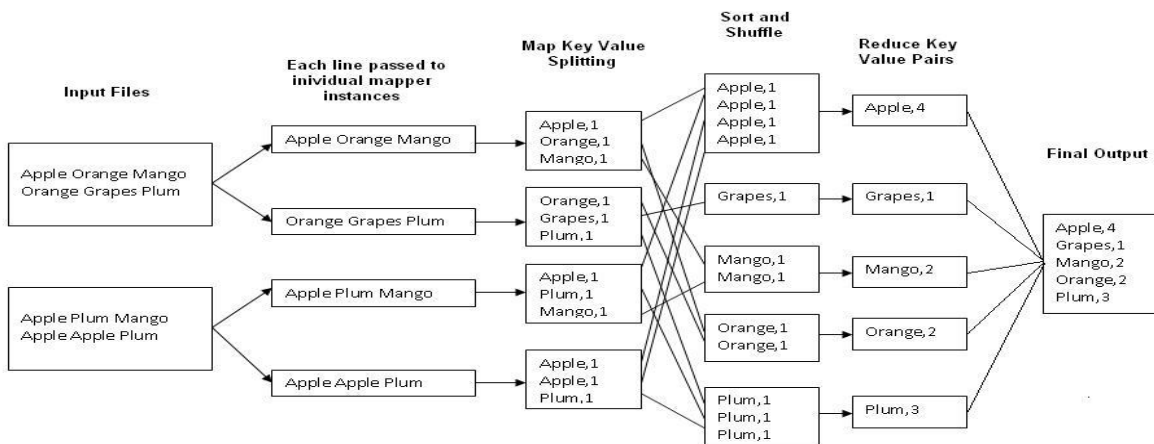 Input Files
Each line passed to
inividual mapper
instances
Map Key Value
Splitting
Sort and
Shuffle
Reduce Key
Value Pairs
Final Output
Apple Orange Mango
Orange Grapes Plum
Apple Plum Mango
Apple Apple Plum
Apple Orange Mango
Orange Grapes Plum
Apple Plum Mango
Apple Apple Plum
Apple,1
Orange,1
Mango,1
Orange,1
Grapes,1
Plum,1
Apple,1
Plum,1
Mango,1
Apple,1
Apple,1
Plum,1
Apple,1
Apple,1
Apple,1
Apple,1
Grapes,1
Mango,1
Mango,1
Orange,1
Orange,1
Plum,1
Plum,1
Plum,1
Apple,4
Grapes,1
Mango,2
Orange,2
Plum,3
Apple,4
Grapes,1
Mango,2
Orange,2
Plum,3